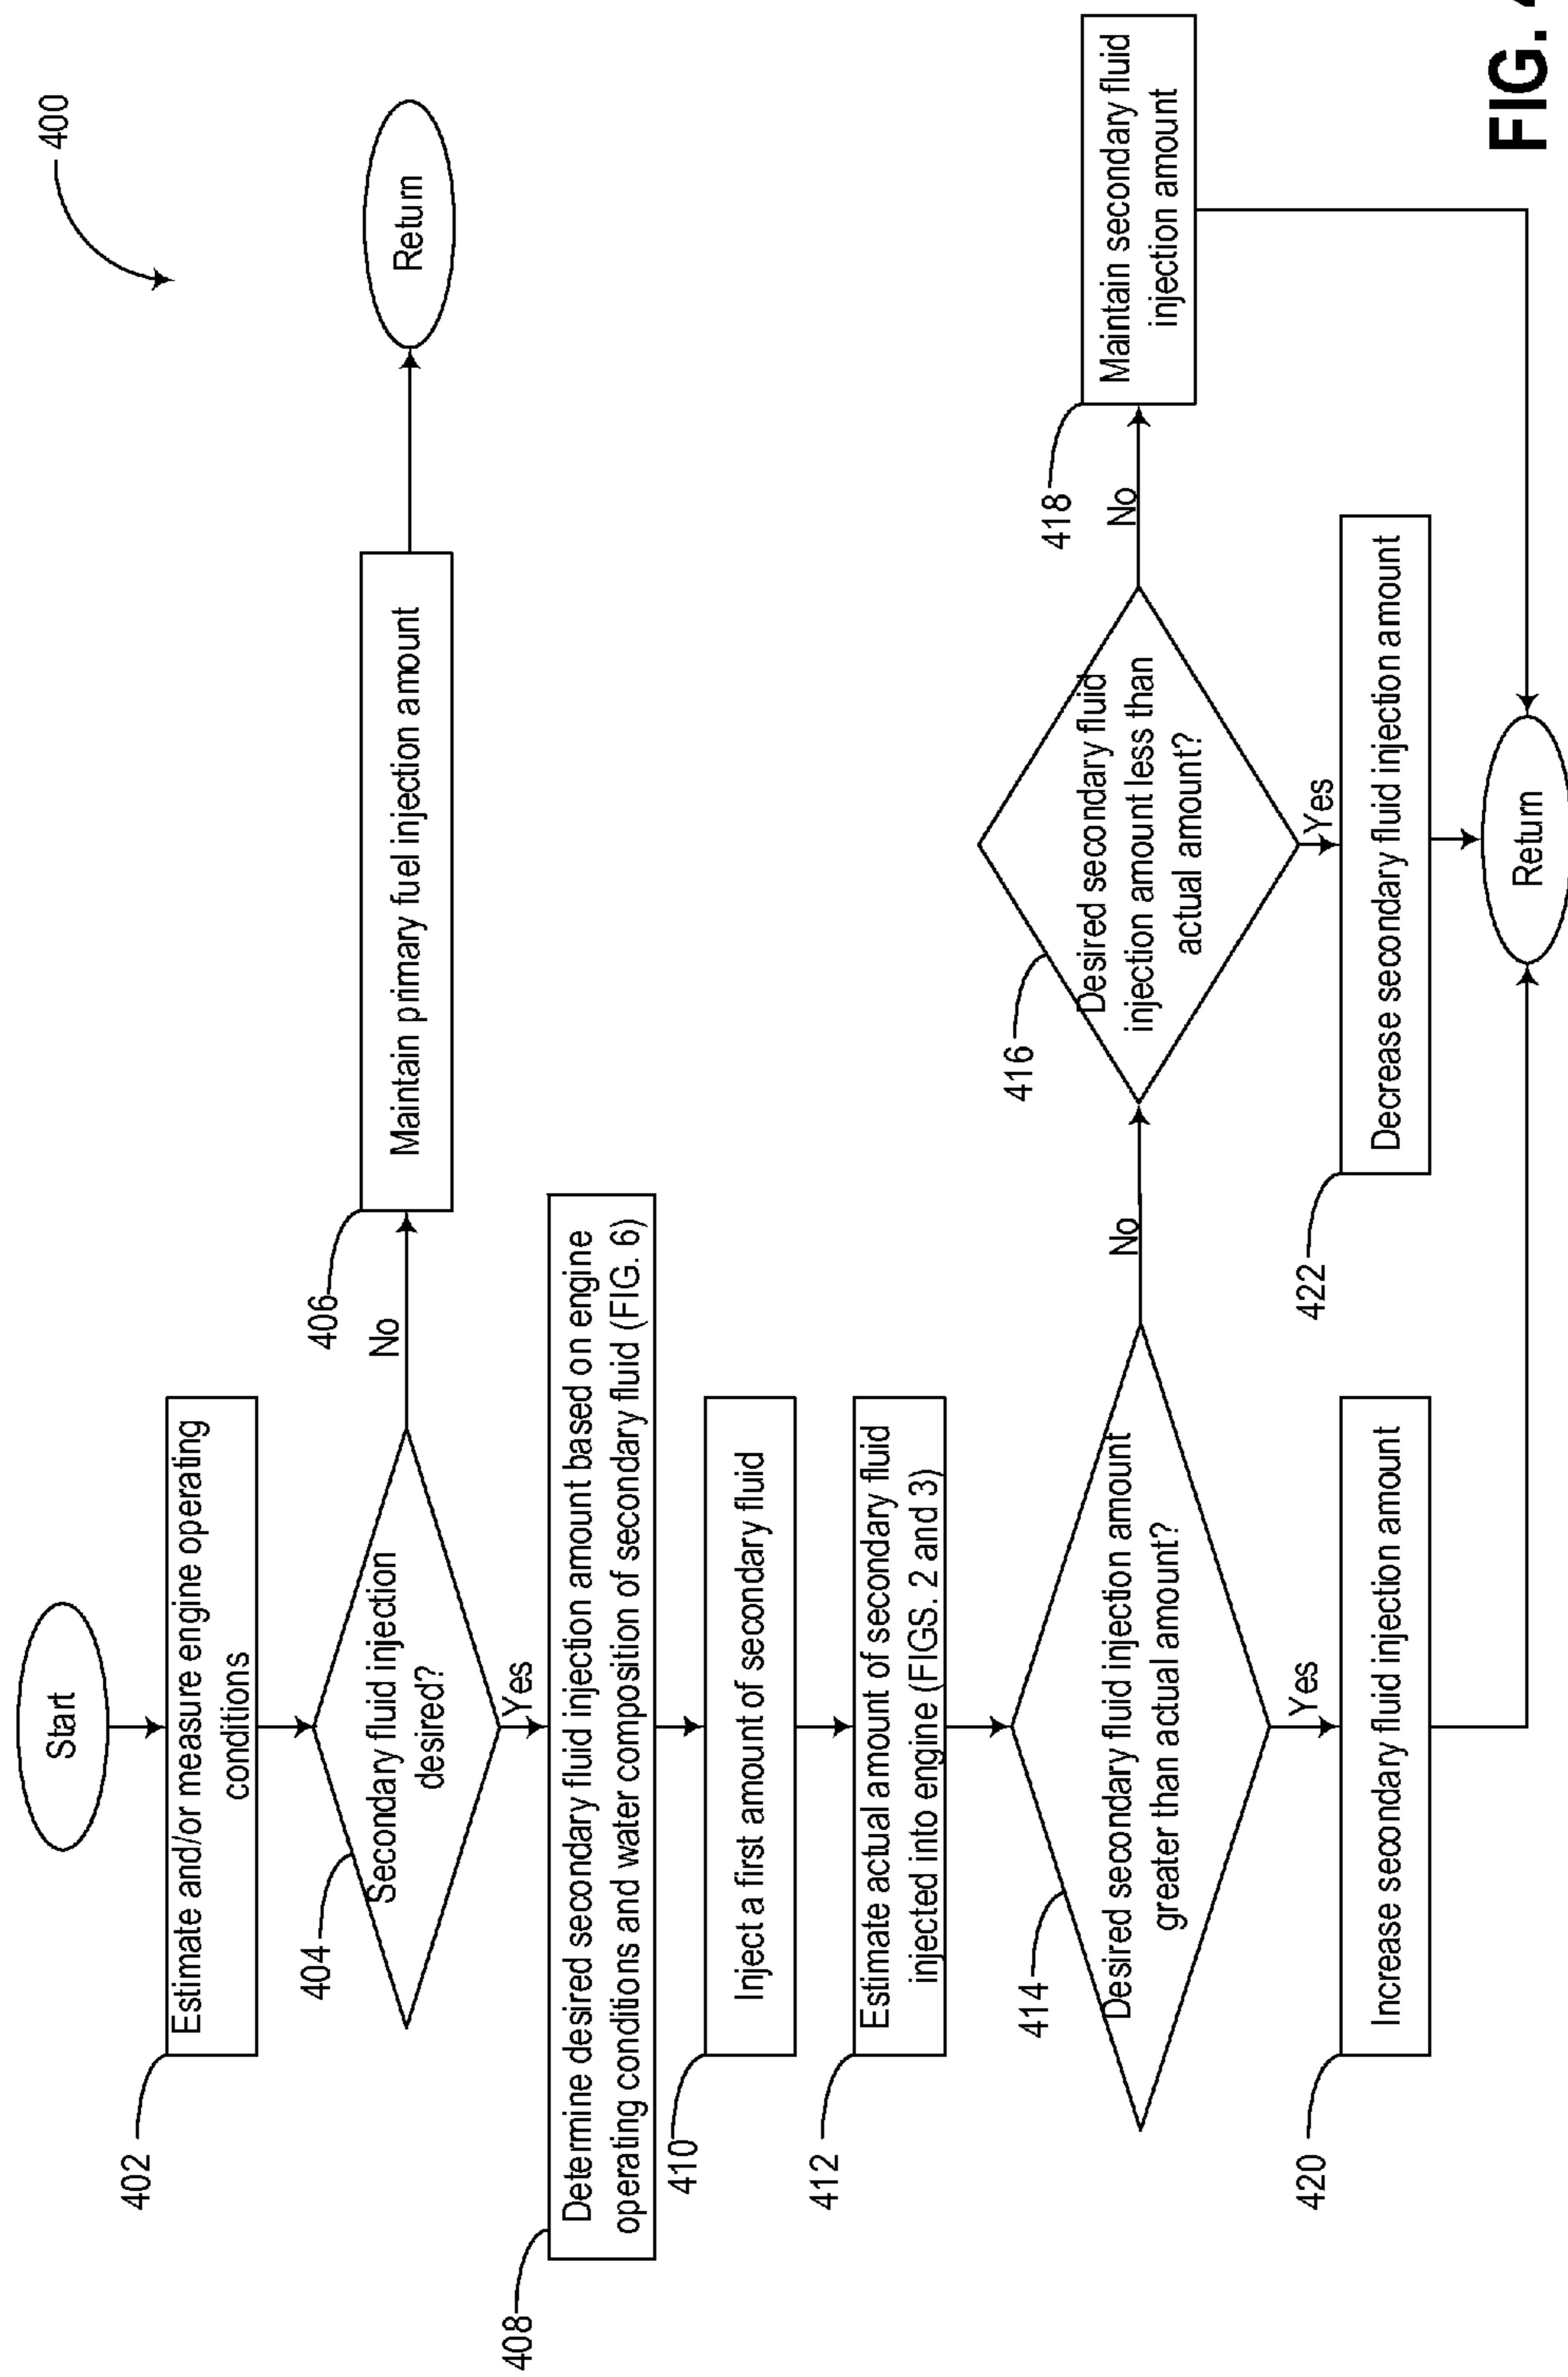 400
Start
402
Estimate and/or measure engine operating
conditions
404
Secondary fluid injection
desired?
No
406
Maintain primary fuel injection amount
Return
Yes
408
Determine desired secondary fluid injection amount based on engine
operating conditions and water composition of secondary fluid (FIG. 6)
410
Inject a first amount of secondary fluid
412
Estimate actual amount of secondary fluid
injected into engine (FIGS. 2 and 3)
414
Desired secondary fluid injection amount
greater than actual amount?
No
416
Desired secondary fluid
injection amount less than
actual amount?
No
418
Maintain secondary fluid
injection amount
Yes
420
Increase secondary fluid injection amount
Yes
422
Decrease secondary fluid injection amount
Return
FIG.